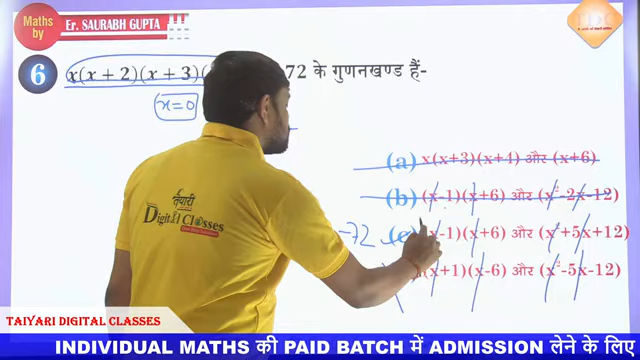 Maths by Er. SAURABH GUPTA
6 x(x + 2)(x + 3)( 72 के गुणनखण्ड हैं-
x=0
(a) x(x+3)(x+4) और (x+6)
(b) (x-1)(x+6) और (x²-2x-12)
-72 (c) (x-1)(x+6) और (x²+5x+12)
(x+1)(x-6) और (x²-5x-12)
तैयारी
Digital Classes
TAIYARI DIGITAL CLASSES
INDIVIDUAL MATHS की PAID BATCH में ADMISSION लेने के लिए